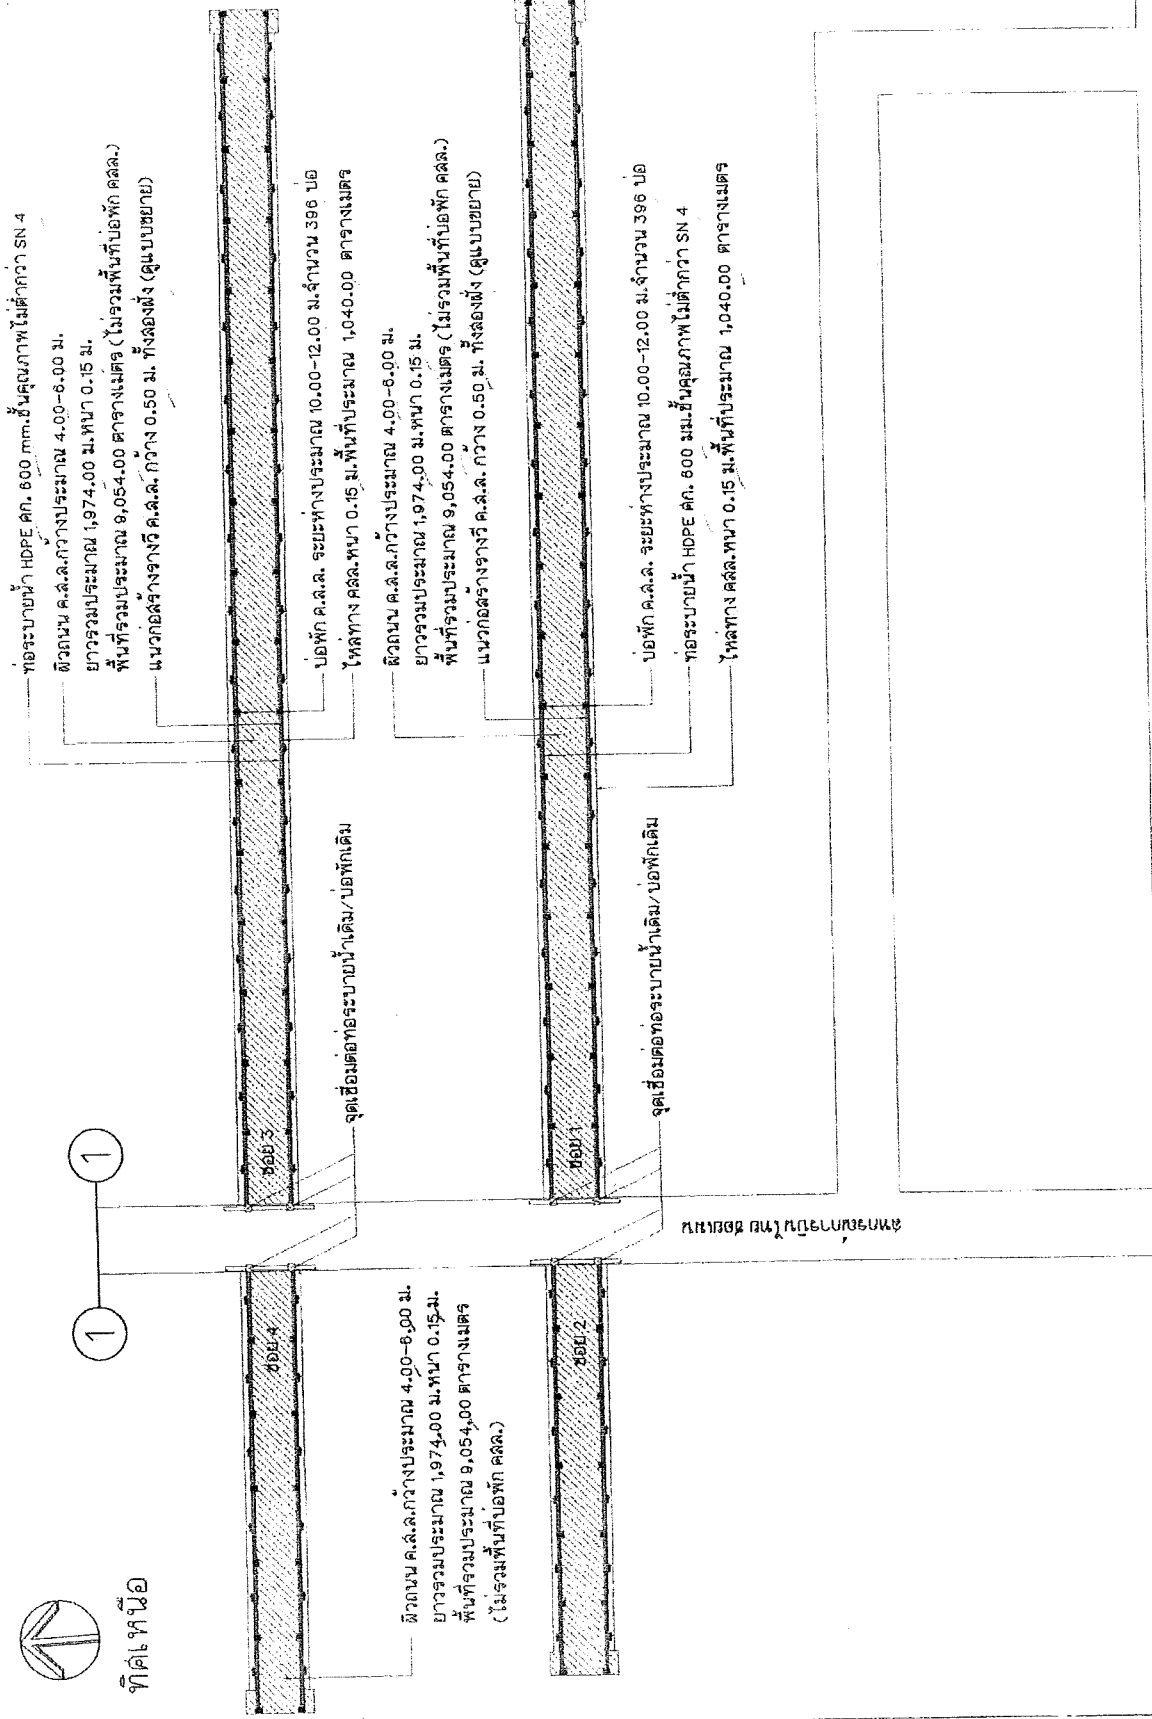 ท่อระบายน้ำ HDPE ศก. 600 mm.ชั้นคุณภาพไม่ต่ำกว่า SN 4
ผิวถนน ค.ส.ล.กว้างประมาณ 4.00-6.00 ม.
ยาวรวมประมาณ 1,974.00 ม.หนา 0.15 ม.
พื้นที่รวมประมาณ 9,054.00 ตารางเมตร (ไม่รวมพื้นที่บ่อพัก คสล.)
แนวก่อสร้างรางวี ค.ส.ล. กว้าง 0.50 ม. ทั้งสองฝั่ง (ดูแบบขยาย)
บ่อพัก ค.ส.ล. ระยะห่างประมาณ 10.00-12.00 ม.จำนวน 396 บ่อ
ไหล่ทาง คสล.หนา 0.15 ม.พื้นที่ประมาณ 1,040.00 ตารางเมตร
ผิวถนน ค.ส.ล.กว้างประมาณ 4.00-6.00 ม.
ยาวรวมประมาณ 1,974.00 ม.หนา 0.15 ม.
พื้นที่รวมประมาณ 9,054.00 ตารางเมตร (ไม่รวมพื้นที่บ่อพัก คสล.)
แนวก่อสร้างรางวี ค.ส.ล. กว้าง 0.50 ม. ทั้งสองฝั่ง (ดูแบบขยาย)
บ่อพัก ค.ส.ล. ระยะห่างประมาณ 10.00-12.00 ม.จำนวน 396 บ่อ
ท่อระบายน้ำ HDPE ศก. 600 มม.ชั้นคุณภาพไม่ต่ำกว่า SN 4
ไหล่ทาง คสล.หนา 0.15 ม.พื้นที่ประมาณ 1,040.00 ตารางเมตร
จุดเชื่อมต่อท่อระบายน้ำเดิม/บ่อพักเดิม
จุดเชื่อมต่อท่อระบายน้ำเดิม/บ่อพักเดิม
1
1
ซอย 3
ซอย 1
ซอย 4
ซอย 2
สหกรณ์การบินไทย ซอยเมน
ผิวถนน ค.ส.ล.กว้างประมาณ 4.00-6.00 ม.
ยาวรวมประมาณ 1,974.00 ม.หนา 0.15 ม.
พื้นที่รวมประมาณ 9,054.00 ตารางเมตร
(ไม่รวมพื้นที่บ่อพัก คสล.)
ทิศเหนือ